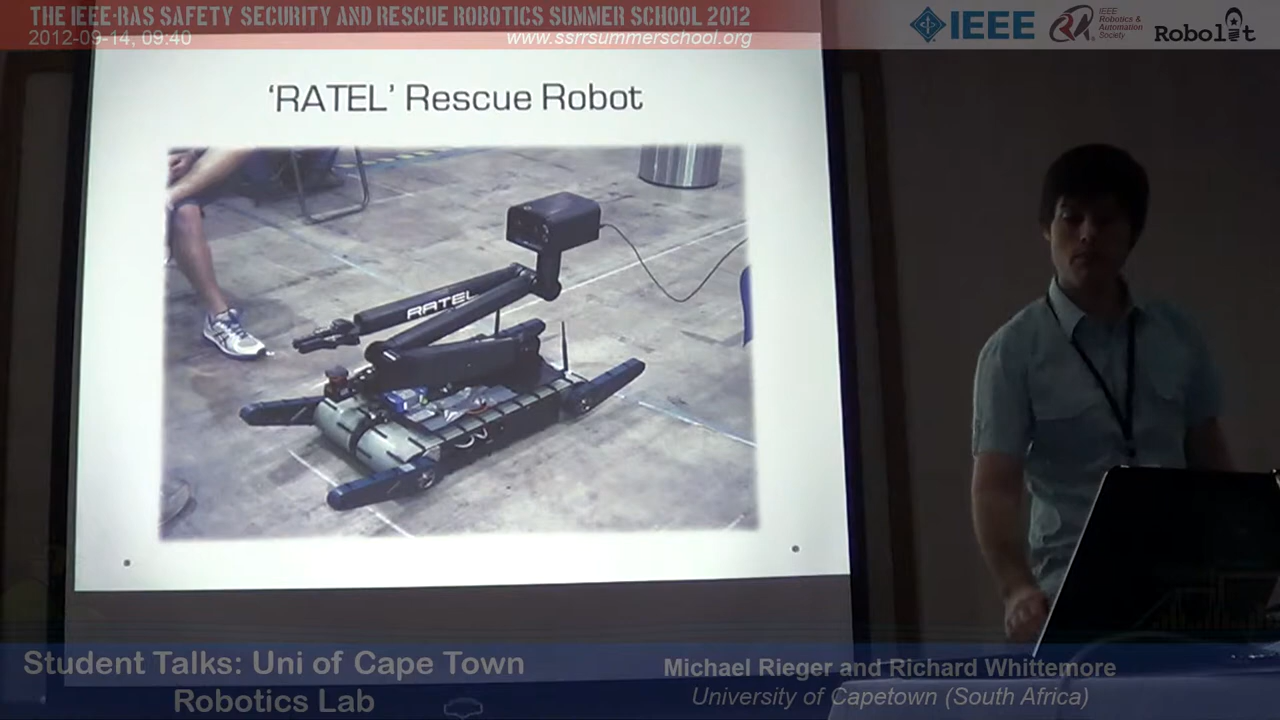 THE IEEE-RAS SAFETY SECURITY AND RESCUE ROBOTICS SUMMER SCHOOL 2012
2012-09-14, 09:40
www.ssrrsummerschool.org
IEEE
IEEE
Robotics &
Automation
Society
RobolIt
'RATEL' Rescue Robot
RATEL
Student Talks: Uni of Cape Town
Robotics Lab
Michael Rieger and Richard Whittemore
University of Capetown (South Africa)